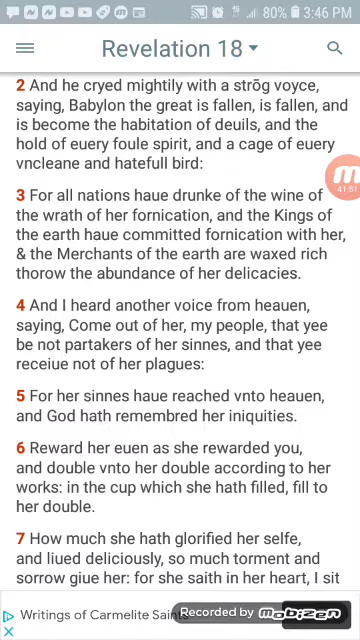 80% 3:46 PM
Revelation 18
2 And he cryed mightily with a strōg voyce,
saying, Babylon the great is fallen, is fallen, and
is become the habitation of deuils, and the
hold of euery foule spirit, and a cage of euery
vncleane and hatefull bird:
41:51
3 For all nations haue drunke of the wine of
the wrath of her fornication, and the Kings of
the earth haue committed fornication with her,
& the Merchants of the earth are waxed rich
thorow the abundance of her delicacies.
4 And I heard another voice from heauen,
saying, Come out of her, my people, that yee
be not partakers of her sinnes, and that yee
receiue not of her plagues:
5 For her sinnes haue reached vnto heauen,
and God hath remembred her iniquities.
6 Reward her euen as she rewarded you,
and double vnto her double according to her
works: in the cup which she hath filled, fill to
her double.
7 How much she hath glorified her selfe,
and liued deliciously, so much torment and
sorrow giue her: for she saith in her heart, I sit
Writings of Carmelite Saints
Recorded by mobizen